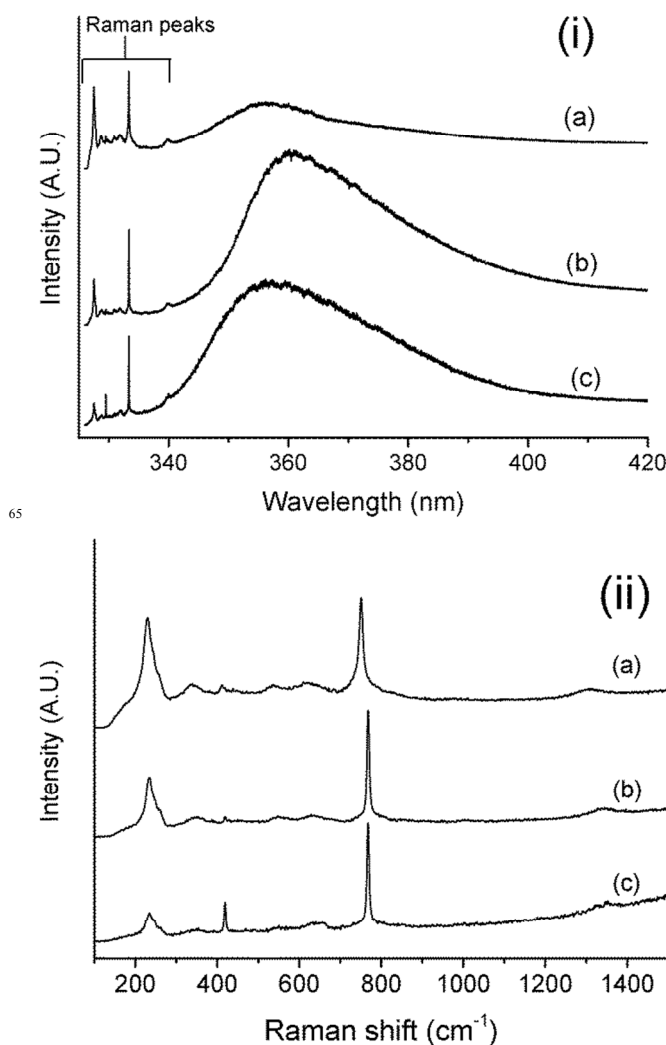 Raman peaks
(i)
(a)
(b)
(c)
Intensity (A.U.)
340 360 380 400 420
Wavelength (nm)
65
(ii)
(a)
(b)
(c)
Intensity (A.U.)
200 400 600 800 1000 1200 1400
Raman shift (cm⁻¹)